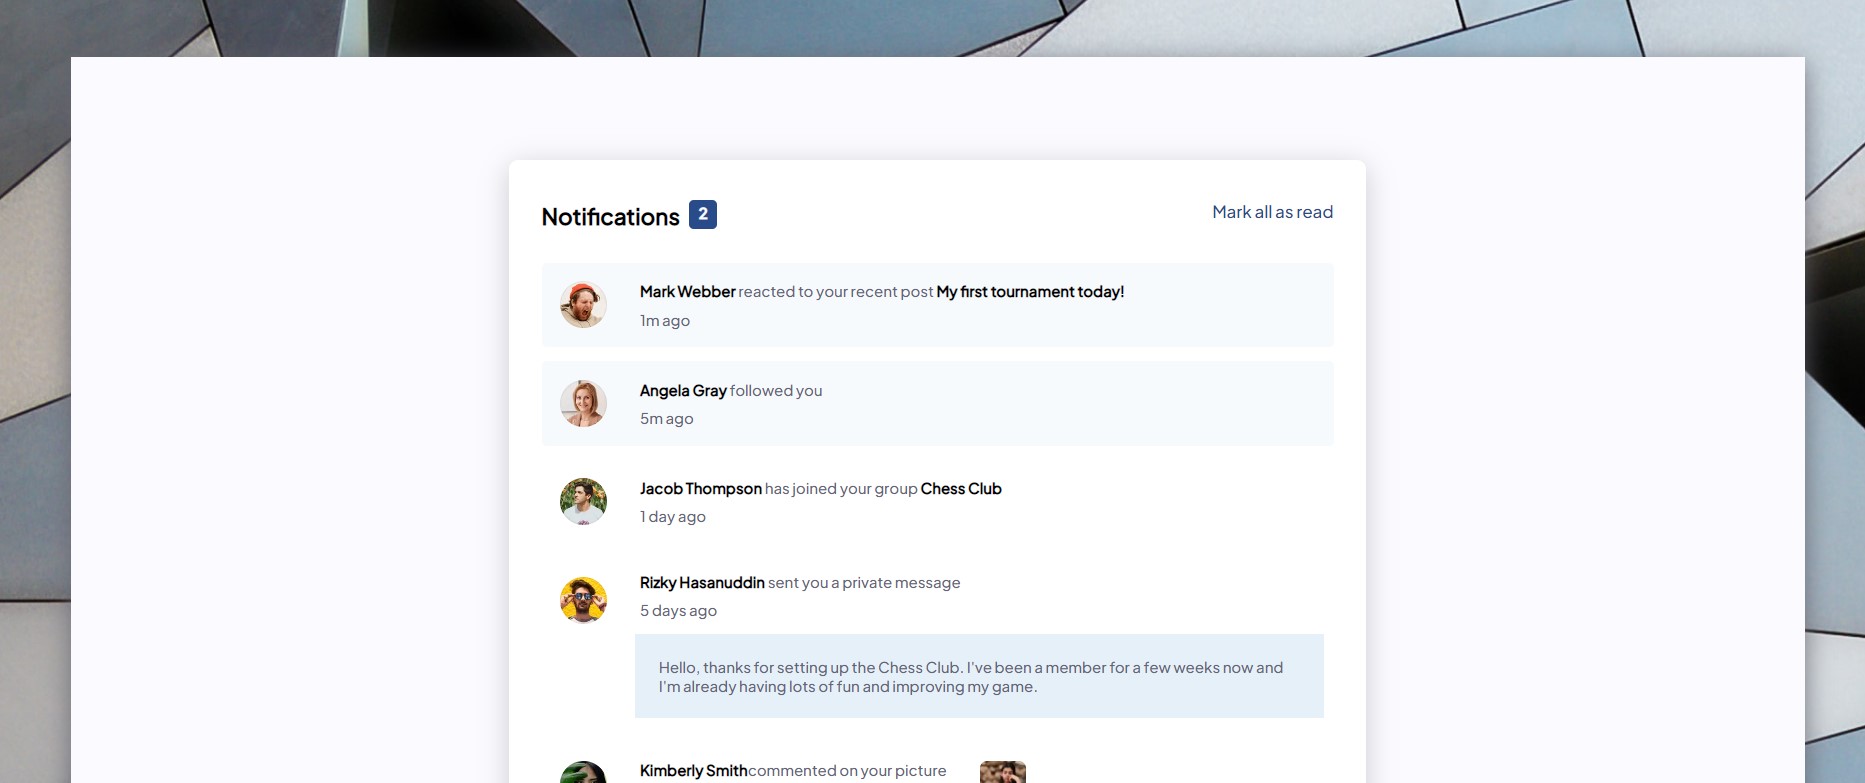 Notifications 2
Mark all as read
Mark Webber reacted to your recent post My first tournament today!
1m ago
Angela Gray followed you
5m ago
Jacob Thompson has joined your group Chess Club
1 day ago
Rizky Hasanuddin sent you a private message
5 days ago
Hello, thanks for setting up the Chess Club. I've been a member for a few weeks now and
I'm already having lots of fun and improving my game.
Kimberly Smithcommented on your picture